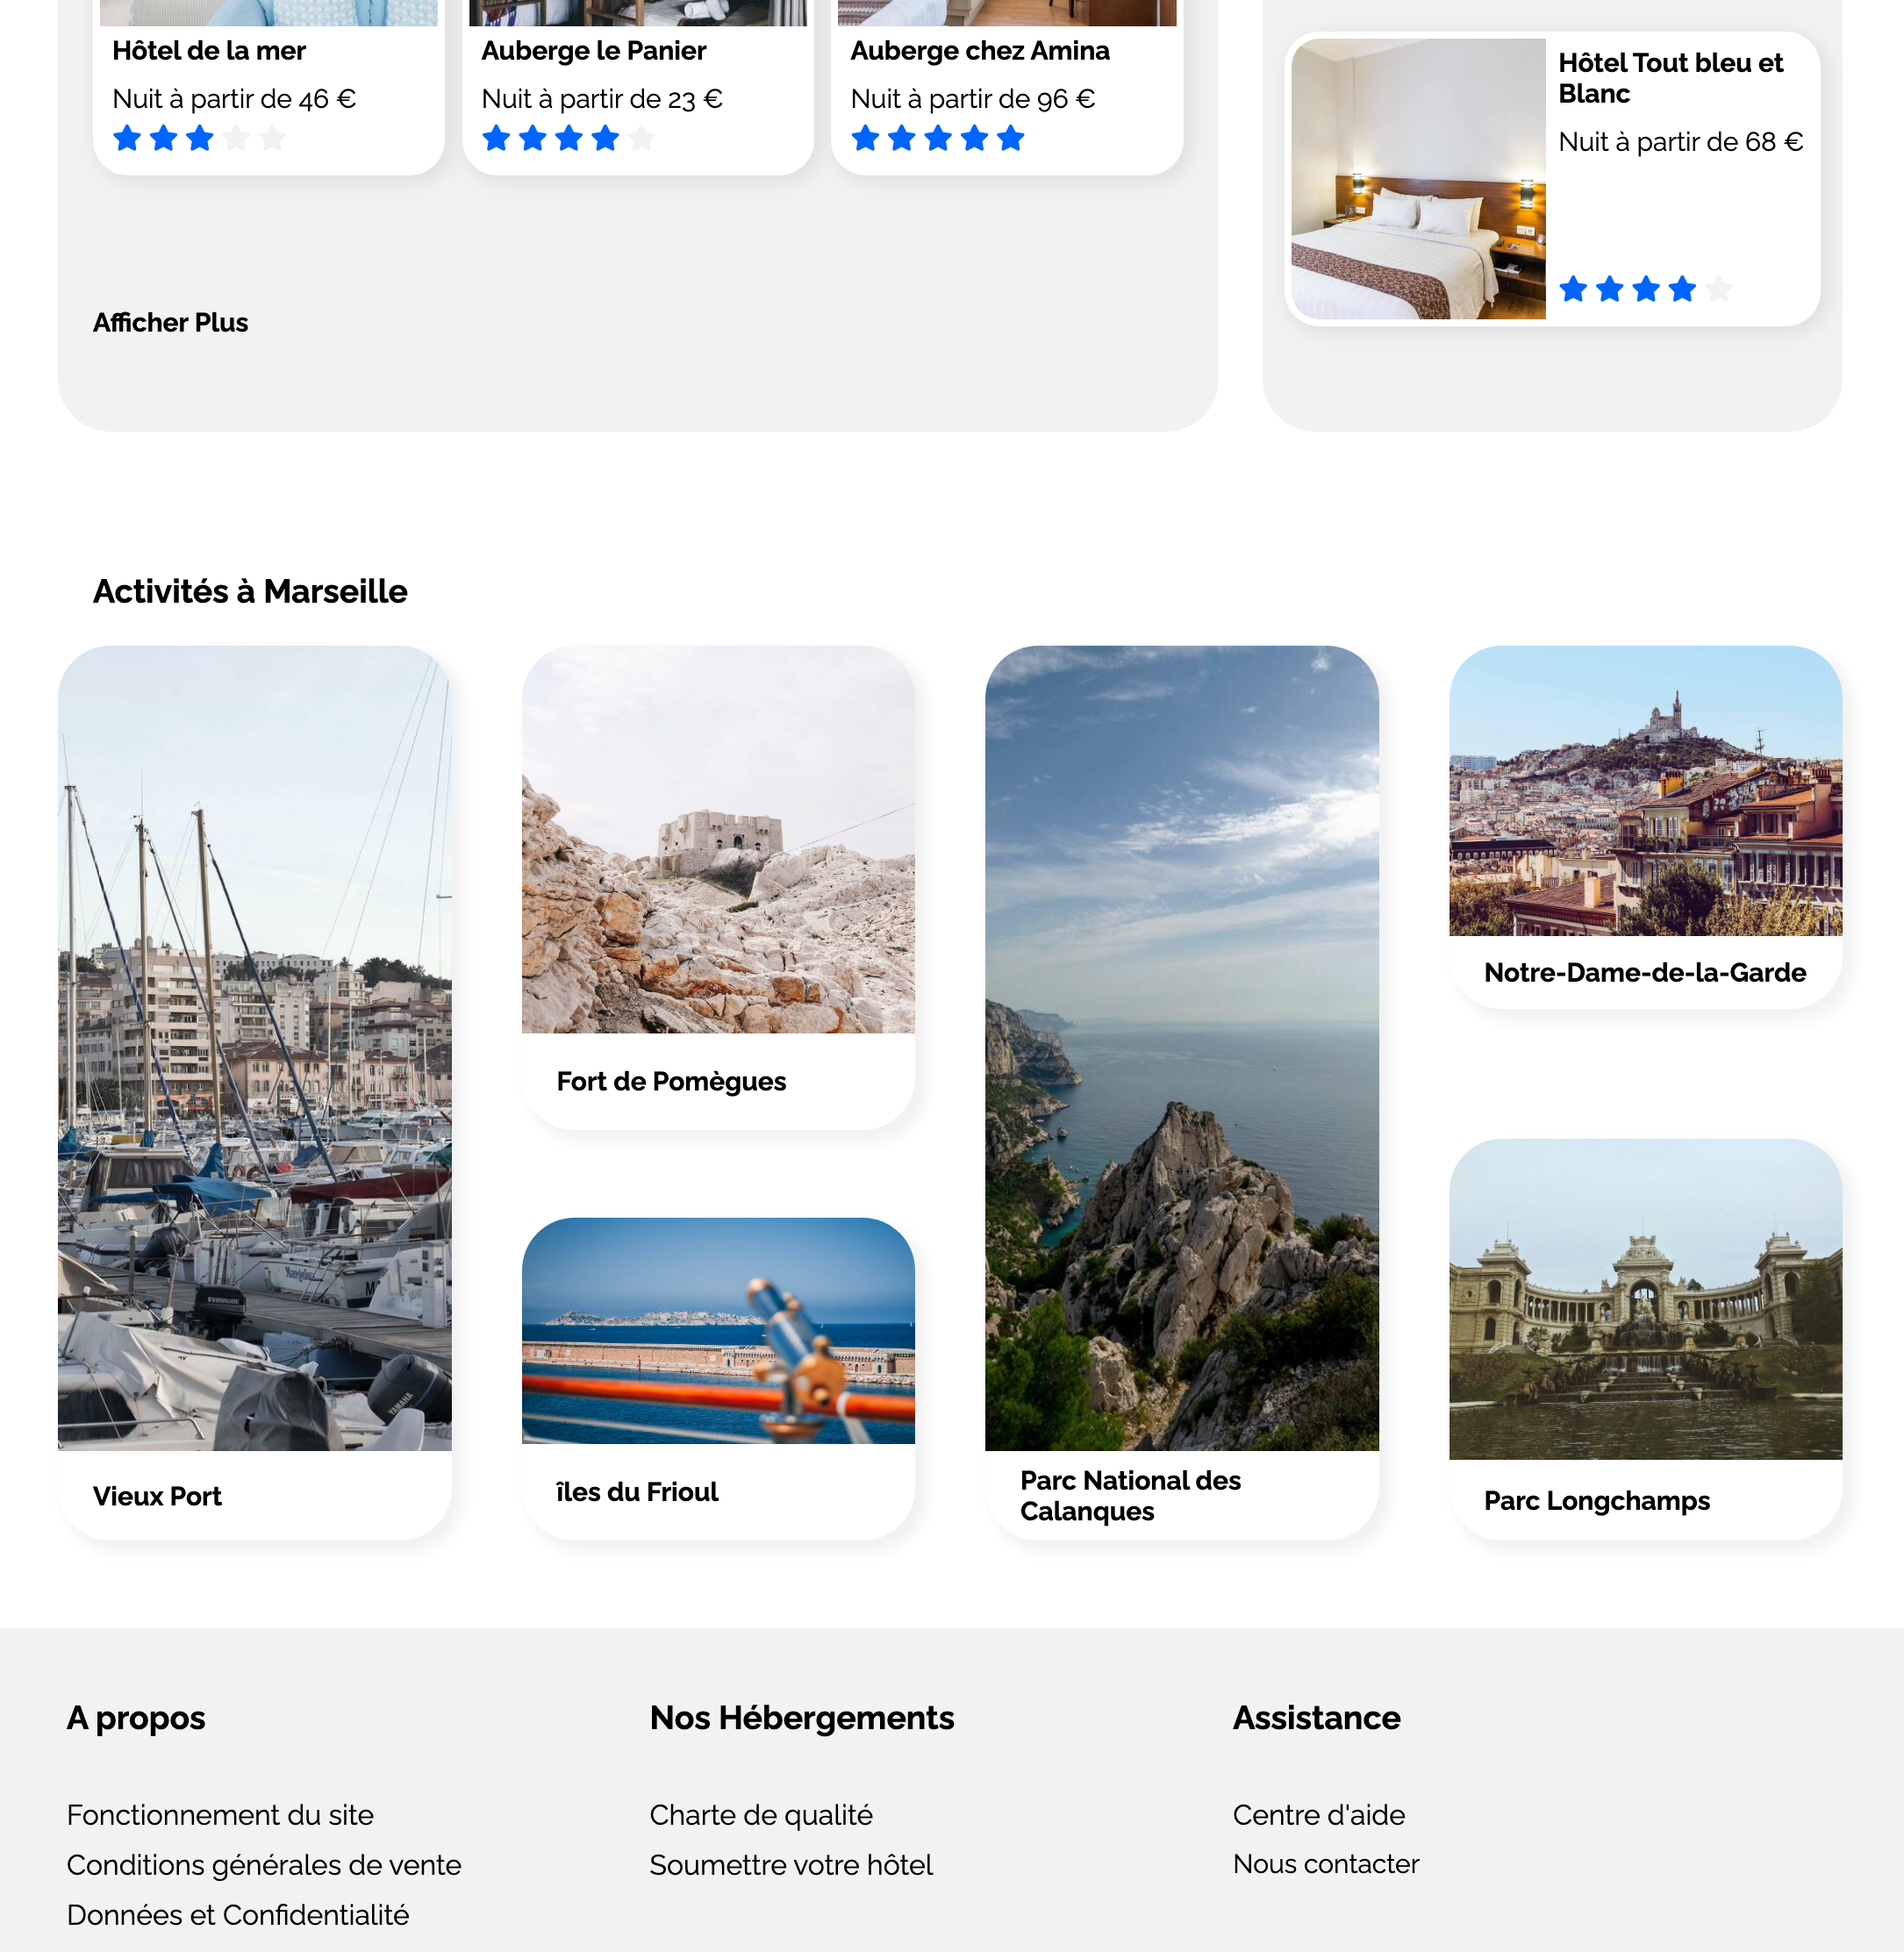 Hôtel de la mer
Nuit à partir de 46 €
Auberge le Panier
Nuit à partir de 23 €
Auberge chez Amina
Nuit à partir de 96 €
Hôtel Tout bleu et
Blanc
Nuit à partir de 68 €
Afficher Plus
Activités à Marseille
EVINRUDE
YAMAHA
Vieux Port
Fort de Pomègues
îles du Frioul
Parc National des
Calanques
Notre-Dame-de-la-Garde
Parc Longchamps
A propos
Fonctionnement du site
Conditions générales de vente
Données et Confidentialité
Nos Hébergements
Charte de qualité
Soumettre votre hôtel
Assistance
Centre d'aide
Nous contacter